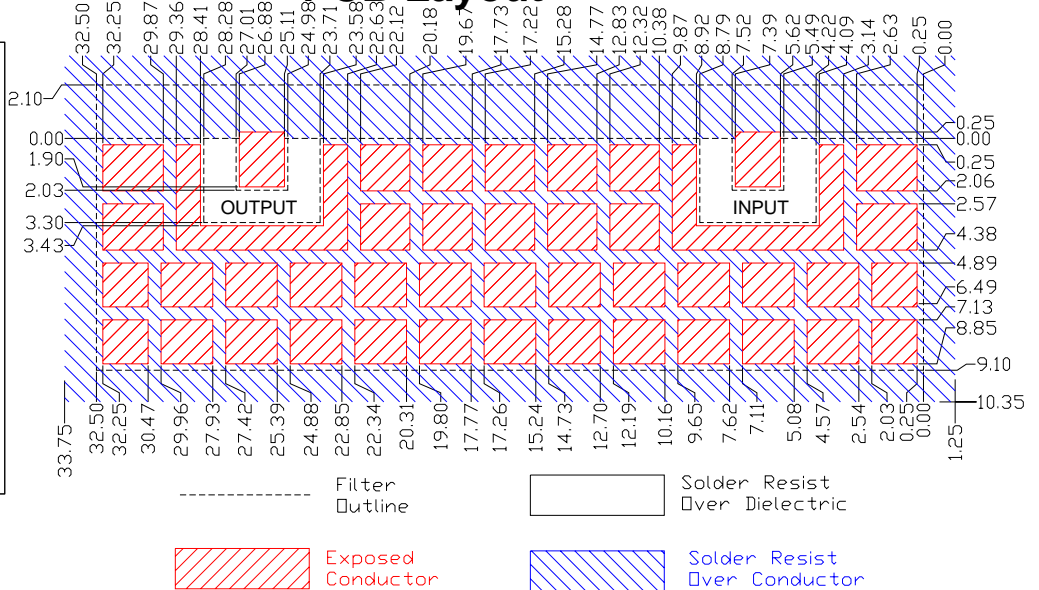 32.50 32.25 29.87 29.36 28.41 28.28 27.01 26.88 25.11 24.98 23.71 23.58 22.63 22.12 20.18 19.67 17.73 17.22 15.28 14.77 12.83 12.32 10.38 9.87 8.92 8.79 7.52 7.39 5.62 5.49 4.22 4.09 3.14 2.63 0.25 0.00
2.10
0.00
1.90
2.03
3.30
3.43
OUTPUT
INPUT
0.25
0.00
0.25
2.06
2.57
4.38
4.89
6.49
7.13
8.85
9.10
10.35
33.75 32.50 32.25 30.47 29.96 27.93 27.42 25.39 24.88 22.85 22.34 20.31 19.80 17.77 17.26 15.24 14.73 12.70 12.19 10.16 9.65 7.62 7.11 5.08 4.57 2.54 2.03 0.25 0.00 1.25
Filter
Outline
Solder Resist
Over Dielectric
Exposed
Conductor
Solder Resist
Over Conductor